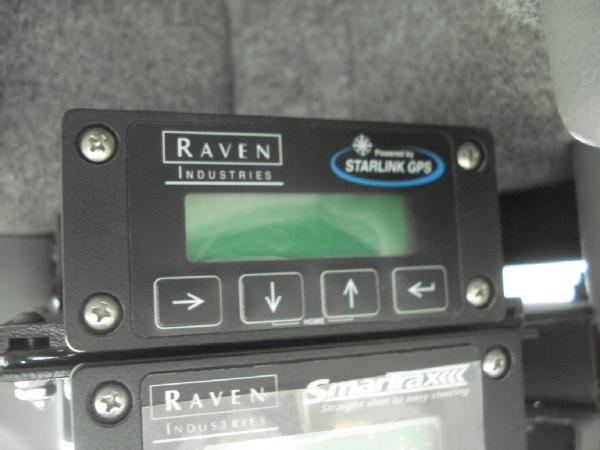 RAVEN
INDUSTRIES
Powered by
STARLINK GPS
HOME
RAVEN
INDUSTRIES
SMARTRAX
Straight shot to easy steering